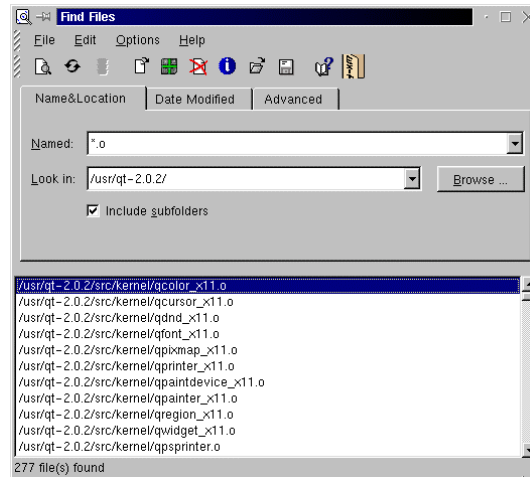 Find Files
File Edit Options Help
Name&Location Date Modified Advanced
Named: *.o
Look in: /usr/qt-2.0.2/ Browse ...
Include subfolders
/usr/qt-2.0.2/src/kernel/qcolor_x11.o
/usr/qt-2.0.2/src/kernel/qcursor_x11.o
/usr/qt-2.0.2/src/kernel/qdnd_x11.o
/usr/qt-2.0.2/src/kernel/qfont_x11.o
/usr/qt-2.0.2/src/kernel/qpixmap_x11.o
/usr/qt-2.0.2/src/kernel/qprinter_x11.o
/usr/qt-2.0.2/src/kernel/qpaintdevice_x11.o
/usr/qt-2.0.2/src/kernel/qpainter_x11.o
/usr/qt-2.0.2/src/kernel/qregion_x11.o
/usr/qt-2.0.2/src/kernel/qwidget_x11.o
/usr/qt-2.0.2/src/kernel/qpsprinter.o
277 file(s) found